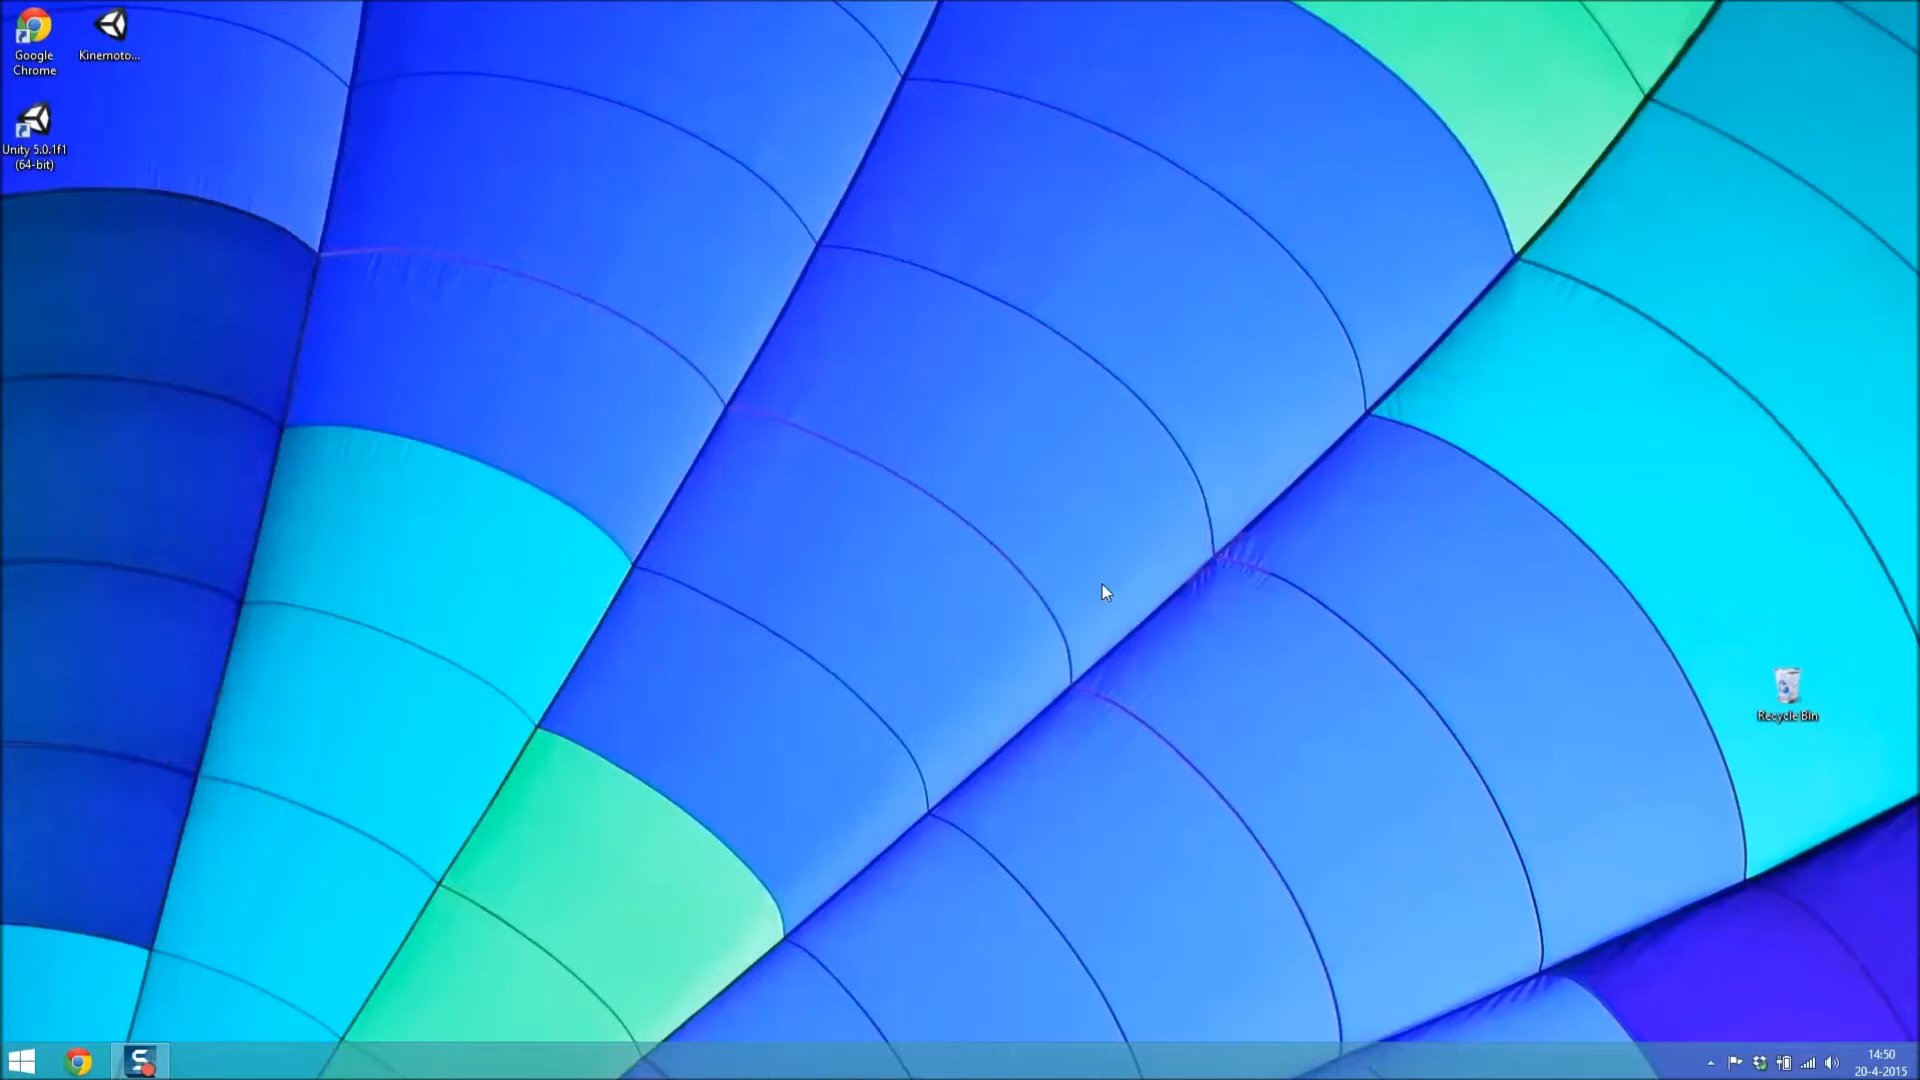 Google
Chrome
Kinemoto...
Unity 5.0.1f1
(64-bit)
Recycle Bin
14:50
20-4-2015